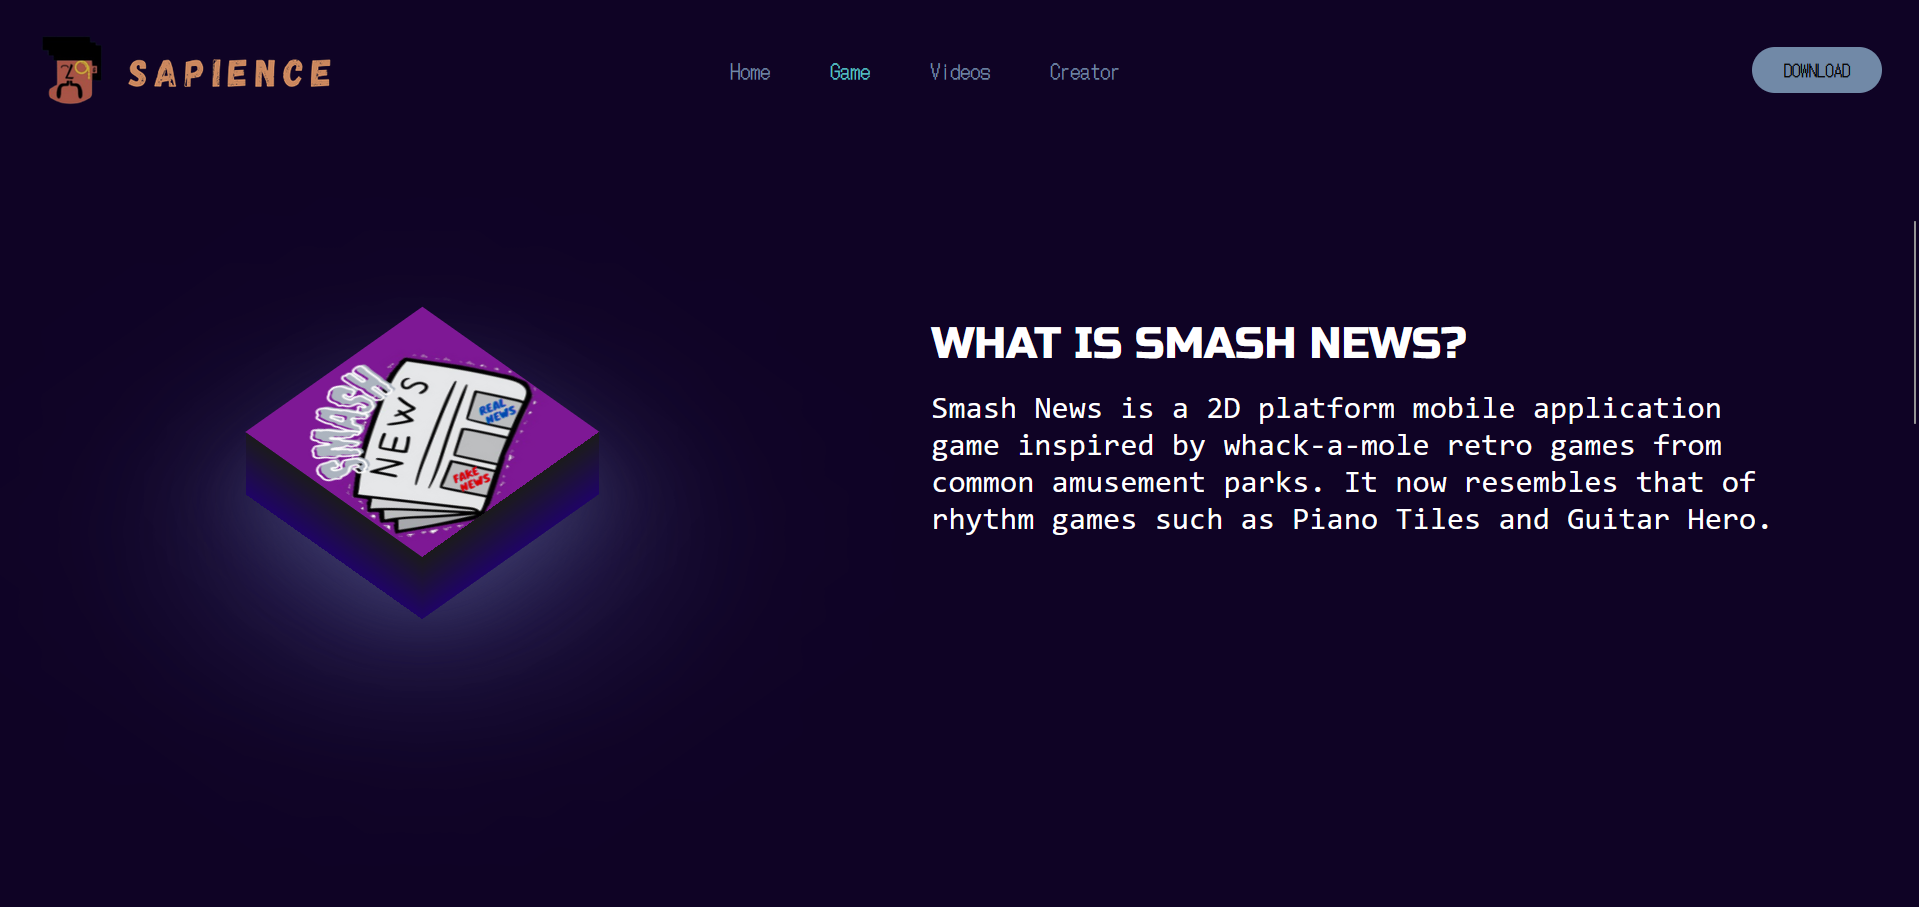 SAPIENCE
Home
Game
Videos
Creator
DOWNLOAD
SMASH
NEWS
REAL
NEWS
FAKE
NEWS
WHAT IS SMASH NEWS?
Smash News is a 2D platform mobile application
game inspired by whack-a-mole retro games from
common amusement parks. It now resembles that of
rhythm games such as Piano Tiles and Guitar Hero.